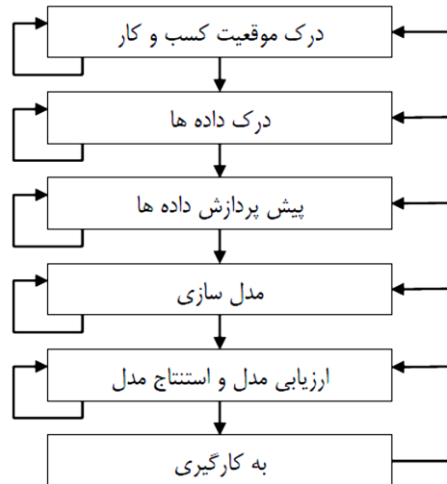 درک موقعیت کسب و کار
درک داده ها
پیش پردازش داده ها
مدل سازی
ارزیابی مدل و استنتاج مدل
به کارگیری